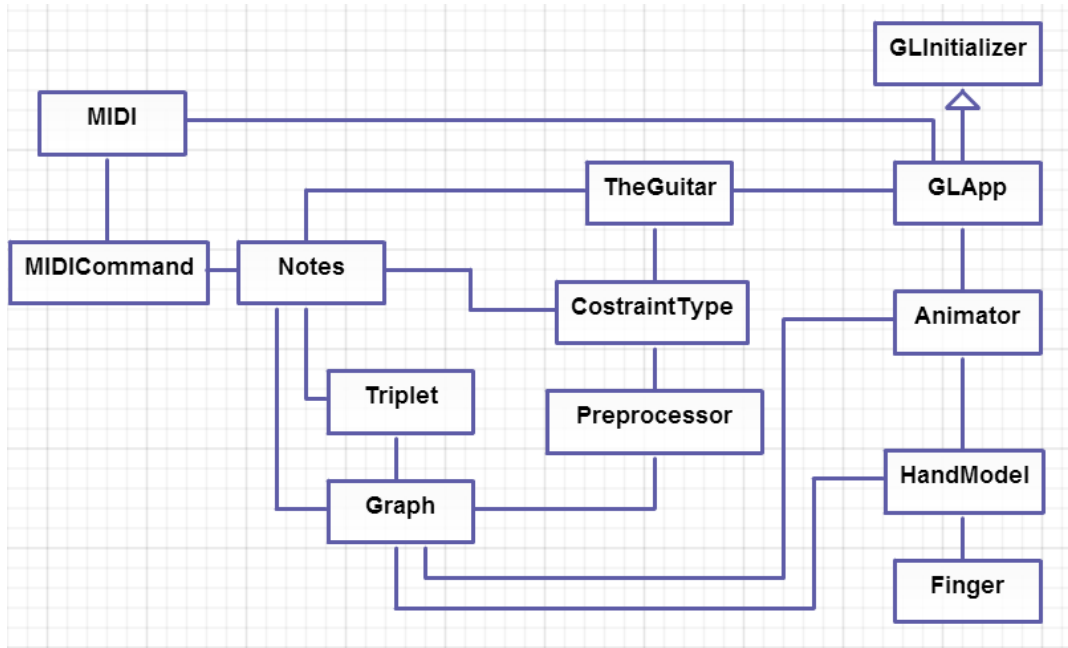 GLInitializer
MIDI
TheGuitar
GLApp
MIDICommand
Notes
CostraintType
Animator
Triplet
Preprocessor
HandModel
Graph
Finger